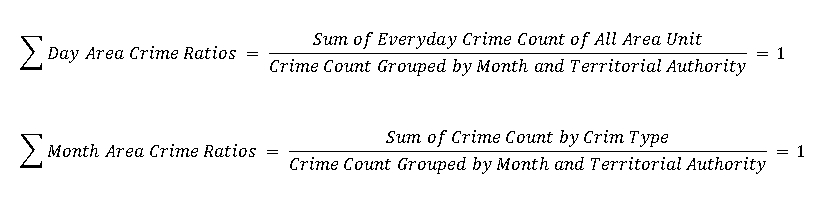 ∑ Day Area Crime Ratios = Sum of Everyday Crime Count of All Area Unit / Crime Count Grouped by Month and Territorial Authority = 1
∑ Month Area Crime Ratios = Sum of Crime Count by Crim Type / Crime Count Grouped by Month and Territorial Authority = 1